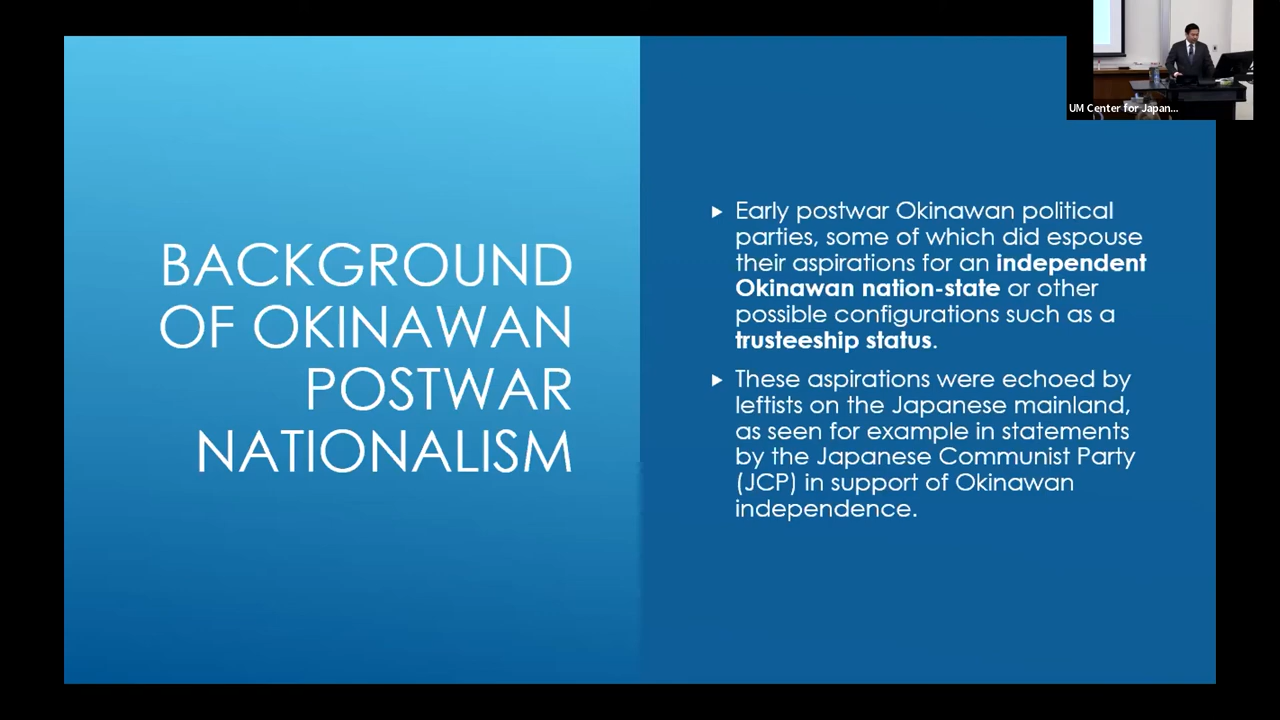 UM Center for Japan...
BACKGROUND
OF OKINAWAN
POSTWAR
NATIONALISM
Early postwar Okinawan political
parties, some of which did espouse
their aspirations for an independent
Okinawan nation-state or other
possible configurations such as a
trusteeship status.
These aspirations were echoed by
leftists on the Japanese mainland,
as seen for example in statements
by the Japanese Communist Party
(JCP) in support of Okinawan
independence.